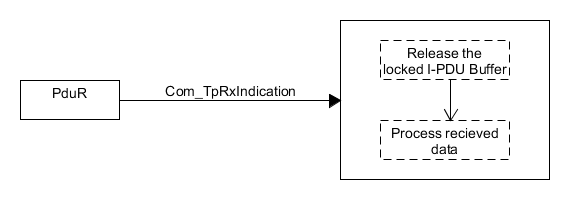 PduR
Com_TpRxIndication
Release the
locked I-PDU Buffer
Process recieved
data